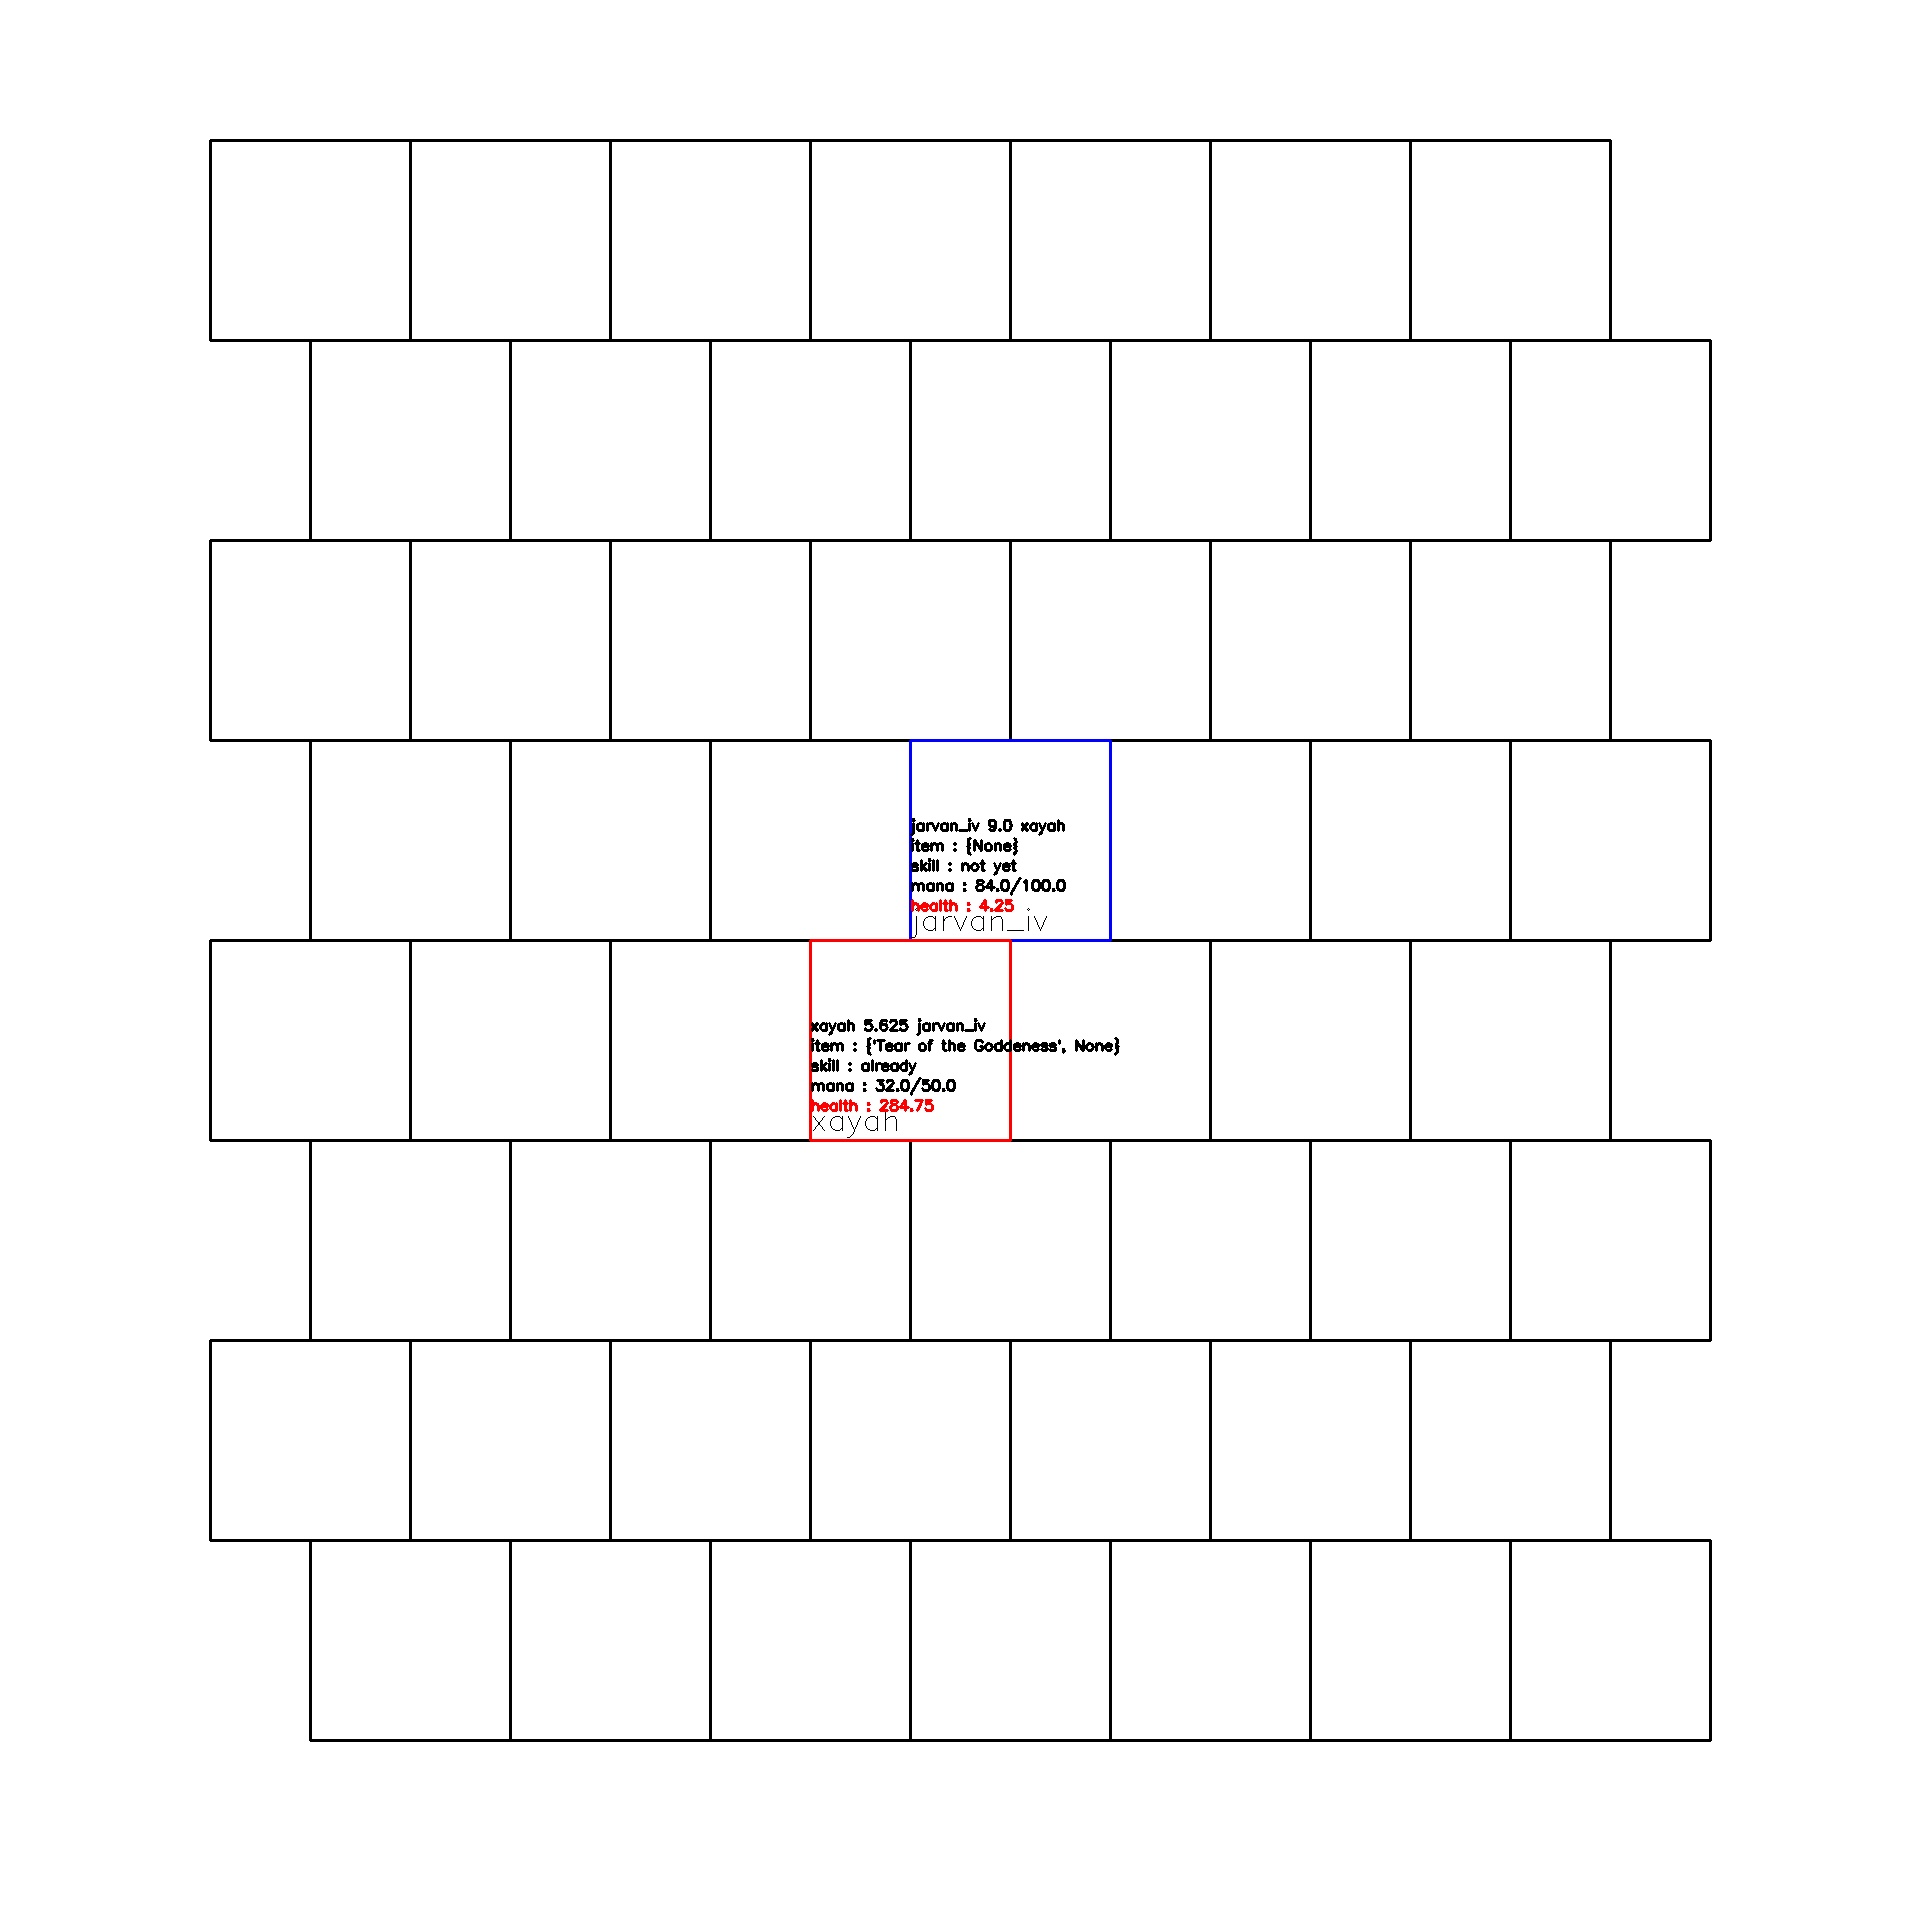 jarvan_iv 9.0 xayah
item : {None}
skill : not yet
mana : 84.0/100.0
health : 4.25
jarvan_iv
xayah 5.625 jarvan_iv
item : {'Tear of the Goddeness', None}
skill : already
mana : 32.0/50.0
health : 284.75
xayah